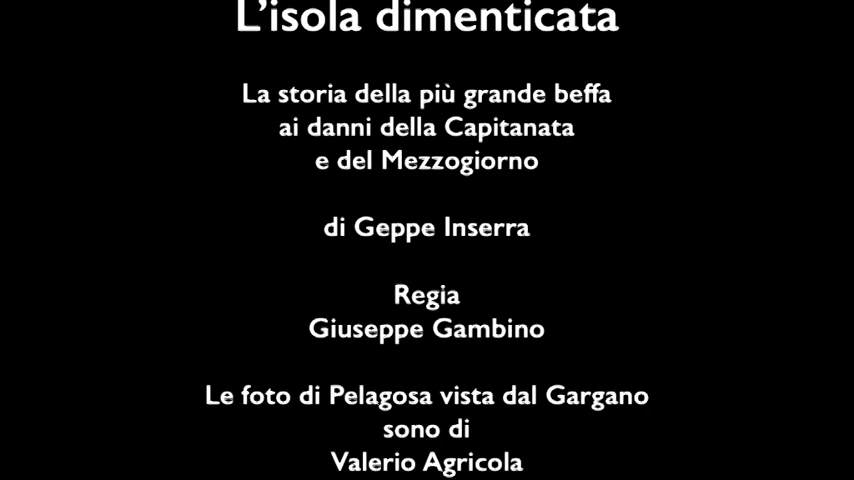 L'isola dimenticata
La storia della più grande beffa
ai danni della Capitanata
e del Mezzogiorno
di Geppe Inserra
Regia
Giuseppe Gambino
Le foto di Pelagosa vista dal Gargano
sono di
Valerio Agricola